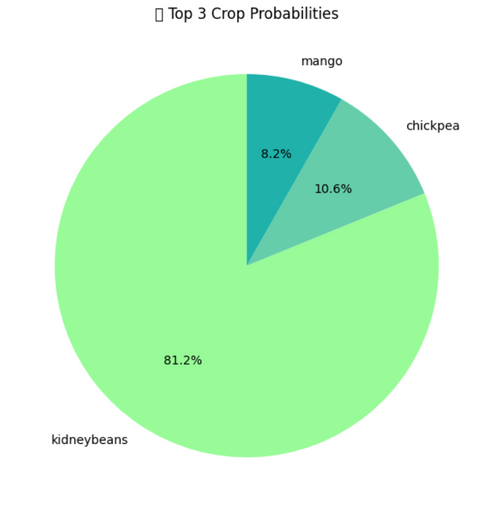 Top 3 Crop Probabilities
mango
chickpea
8.2%
10.6%
81.2%
kidneybeans